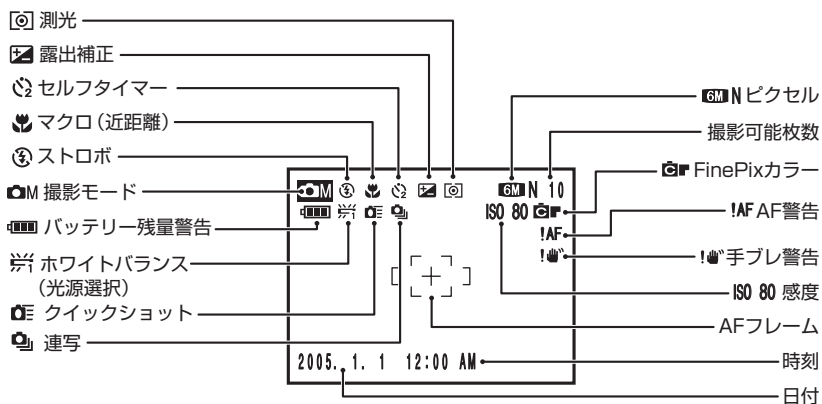 測光
露出補正
セルフタイマー
マクロ（近距離）
ストロボ
M 撮影モード
バッテリー残量警告
ホワイトバランス
（光源選択）
クイックショット
連写
M 2 6M N 10
ISO 80 C F
!AF
!
2005. 1. 1 12:00 AM
6M N ピクセル
撮影可能枚数
C F FinePixカラー
!AF AF警告
! 手ブレ警告
ISO 80 感度
AFフレーム
時刻
日付